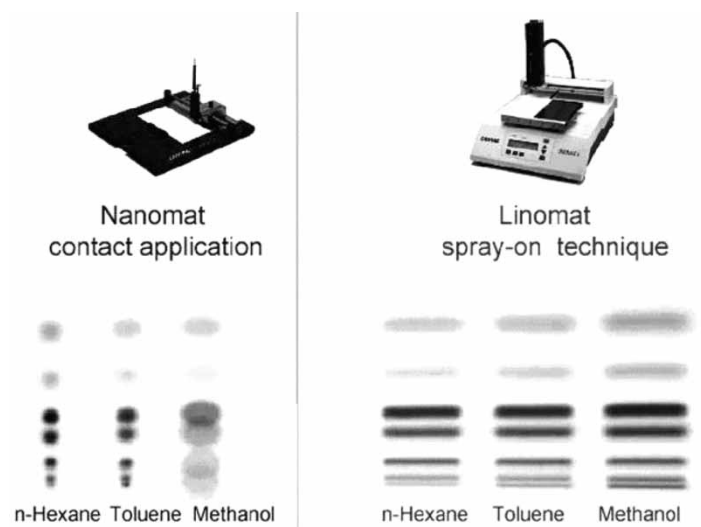 Nanomat
contact application
Linomat
spray-on technique
n-Hexane Toluene Methanol
n-Hexane Toluene Methanol